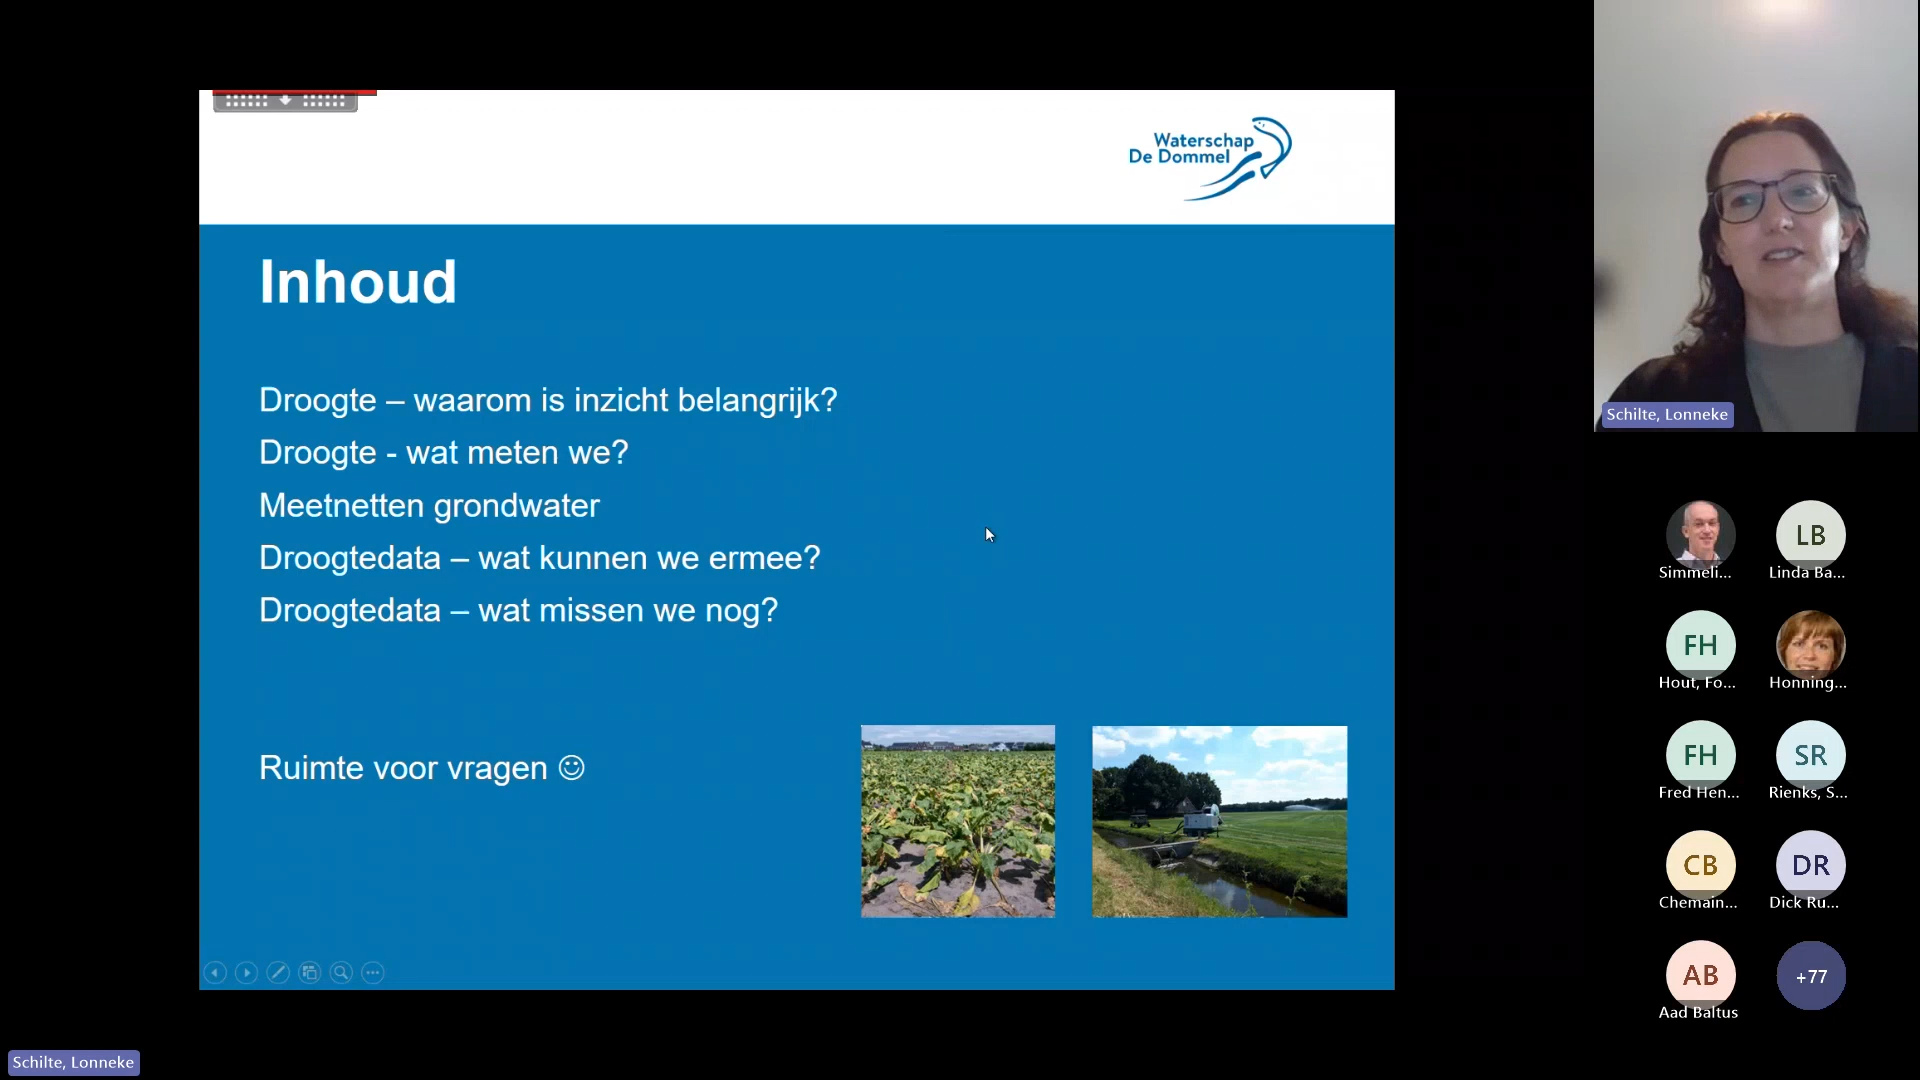 Waterschap
De Dommel
Inhoud
Droogte – waarom is inzicht belangrijk?
Droogte - wat meten we?
Meetnetten grondwater
Droogtedata – wat kunnen we ermee?
Droogtedata – wat missen we nog?
Ruimte voor vragen ☺
Schilte, Lonneke
Simmeli...
LB
Linda Ba...
FH
Hout, Fo...
Honning...
FH
Fred Hen...
SR
Rienks, S...
CB
Chemain...
DR
Dick Ru...
AB
Aad Baltus
+77
Schilte, Lonneke